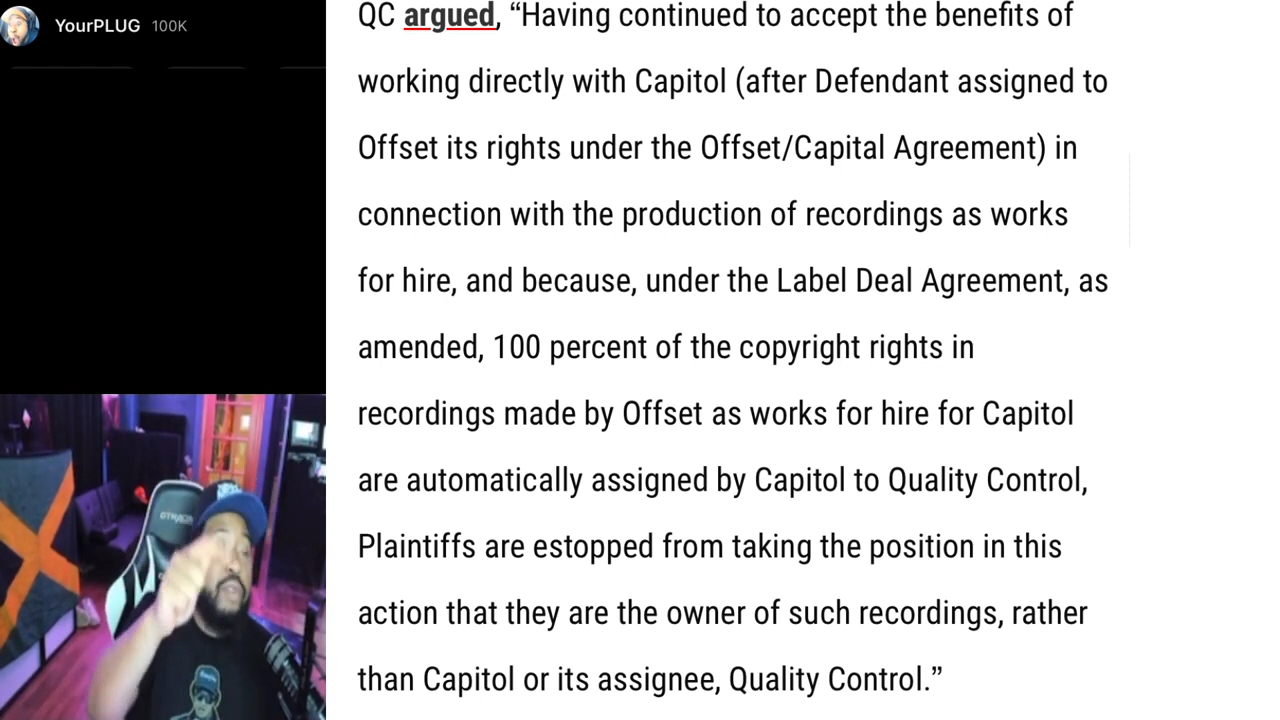 YourPLUG 100K
QC argued, “Having continued to accept the benefits of
working directly with Capitol (after Defendant assigned to
Offset its rights under the Offset/Capital Agreement) in
connection with the production of recordings as works
for hire, and because, under the Label Deal Agreement, as
amended, 100 percent of the copyright rights in
recordings made by Offset as works for hire for Capitol
are automatically assigned by Capitol to Quality Control,
Plaintiffs are estopped from taking the position in this
action that they are the owner of such recordings, rather
than Capitol or its assignee, Quality Control.”